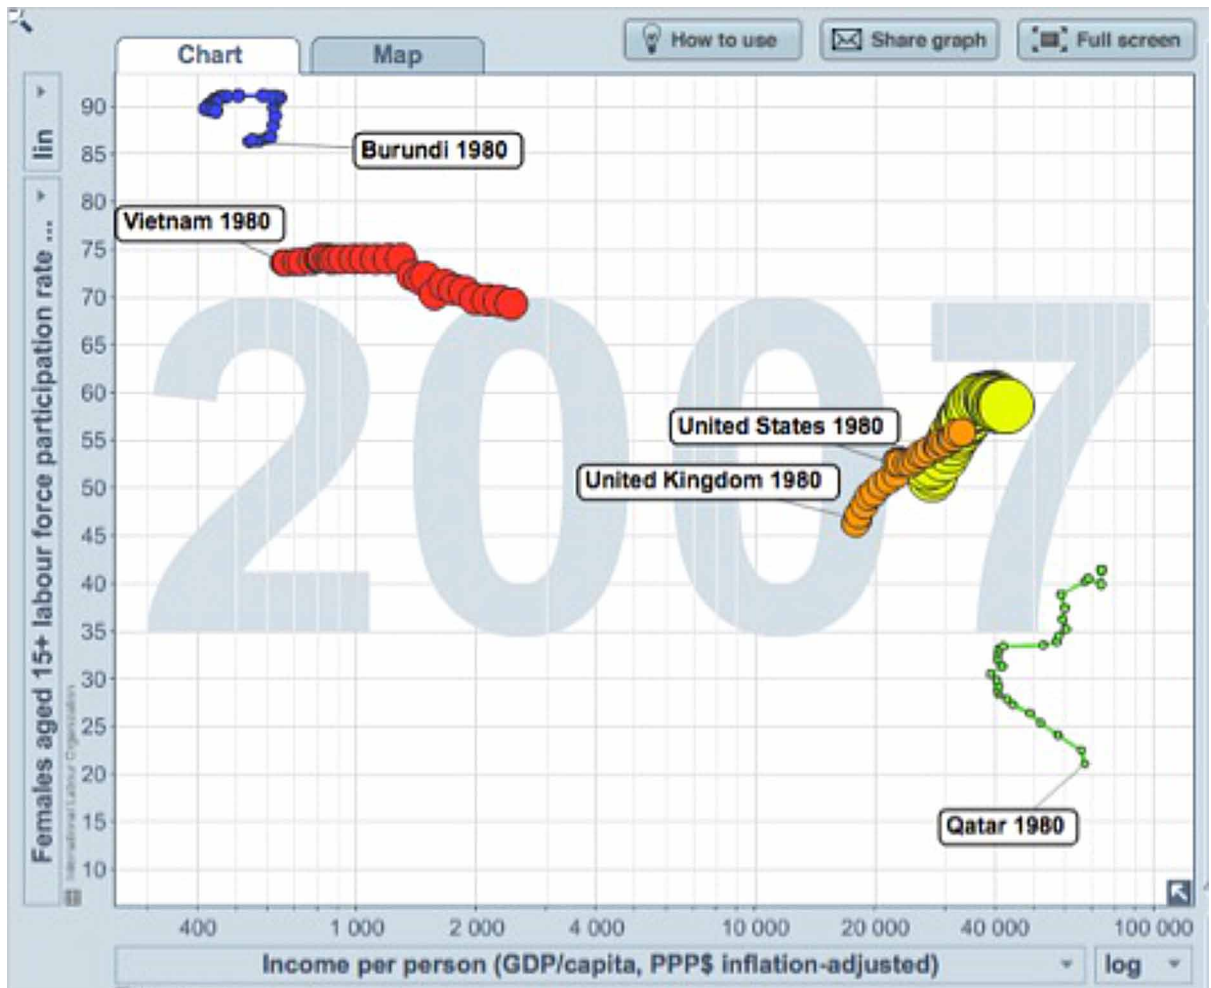 How to use
Share graph
Full screen
Chart
Map
lin
Females aged 15+ labour force participation rate ...
International Labour Organization
90
85
80
75
70
65
60
55
50
45
40
35
30
25
20
15
10
Burundi 1980
Vietnam 1980
2007
United States 1980
United Kingdom 1980
Qatar 1980
400
1 000
2 000
4 000
10 000
20 000
40 000
100 000
Income per person (GDP/capita, PPP$ inflation-adjusted)
log